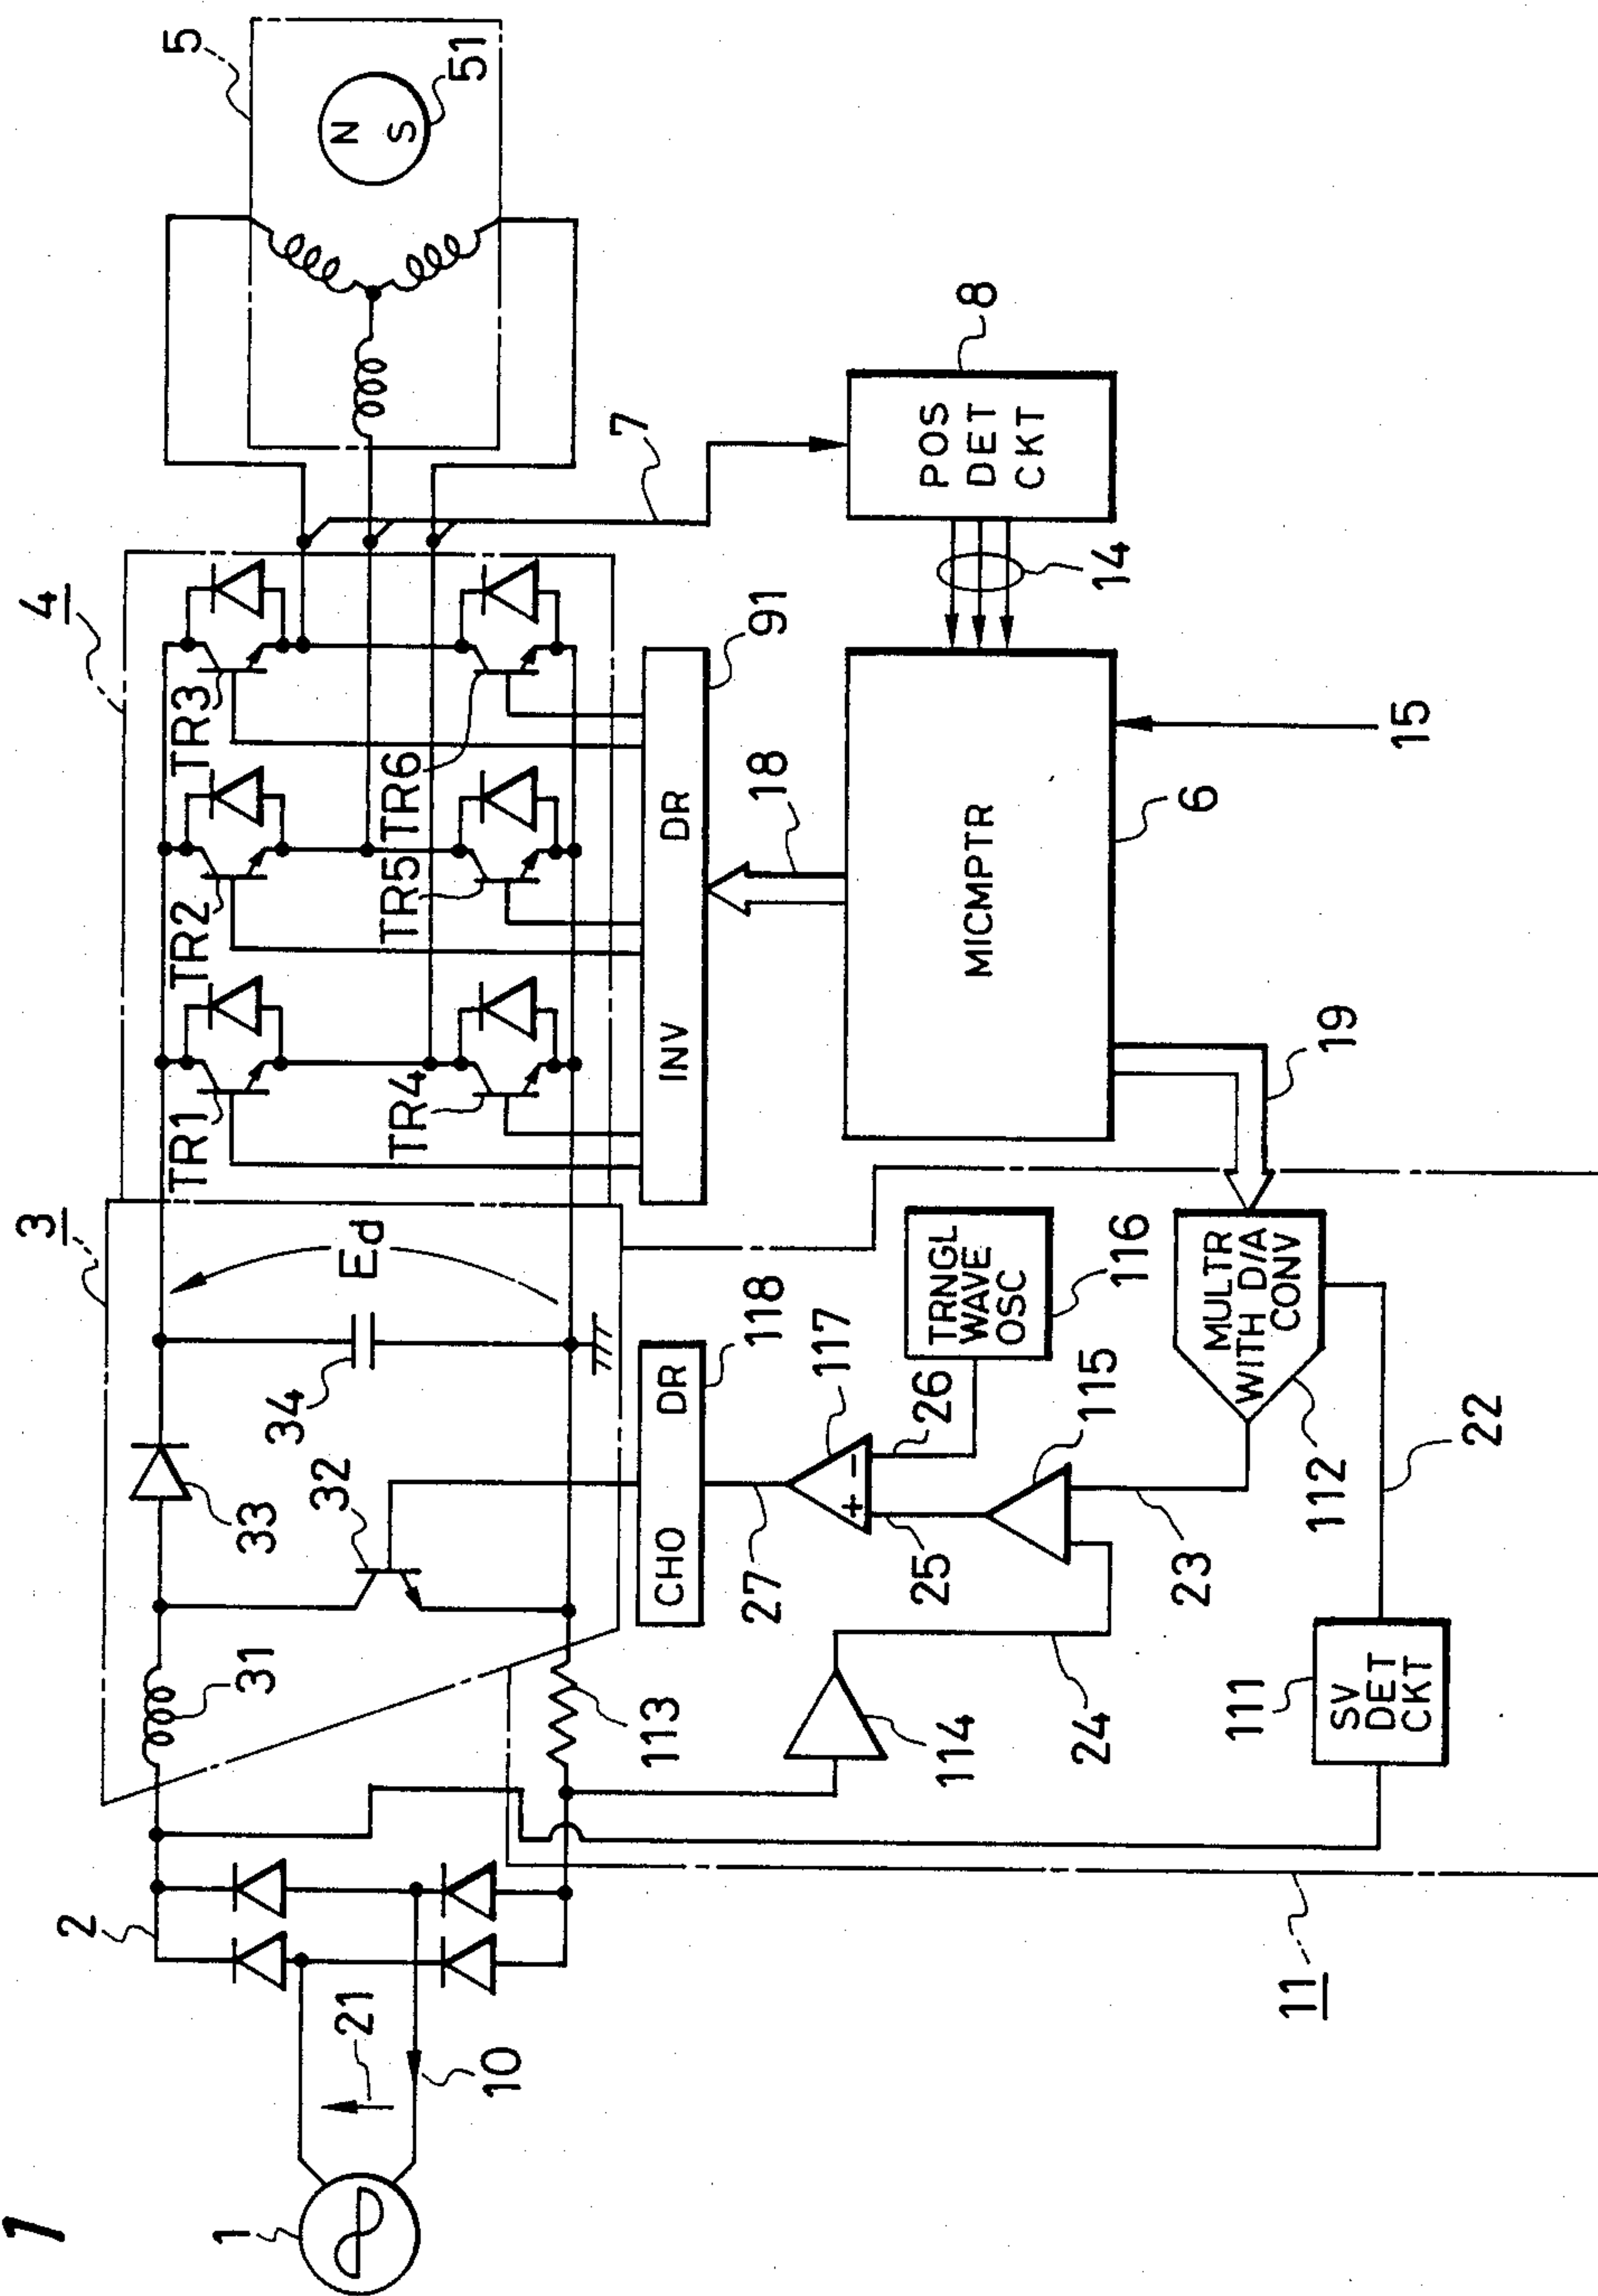 1
1
21
10
2
3
31
32
33
34
Ed
4
TR1
TR2
TR3
TR4
TR5
TR6
5
N
S
51
7
113
CHO DR
118
INV DR
91
POS
DET
CKT
8
14
18
MICMPTR
6
15
19
114
24
27
25
26
117
115
TRNGL
WAVE
OSC
116
23
MULTR
WITH D/A
CONV
112
22
111
SV
DET
CKT
11